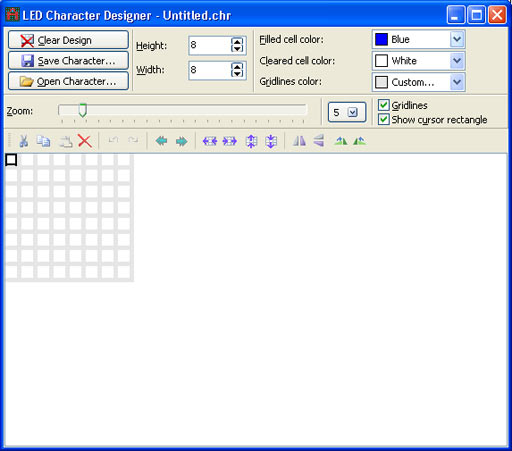 LED Character Designer - Untitled.chr
Clear Design
Save Character...
Open Character...
Height: 8
Width: 8
Filled cell color: Blue
Cleared cell color: White
Gridlines color: Custom...
Zoom:
5
Gridlines
Show cursor rectangle